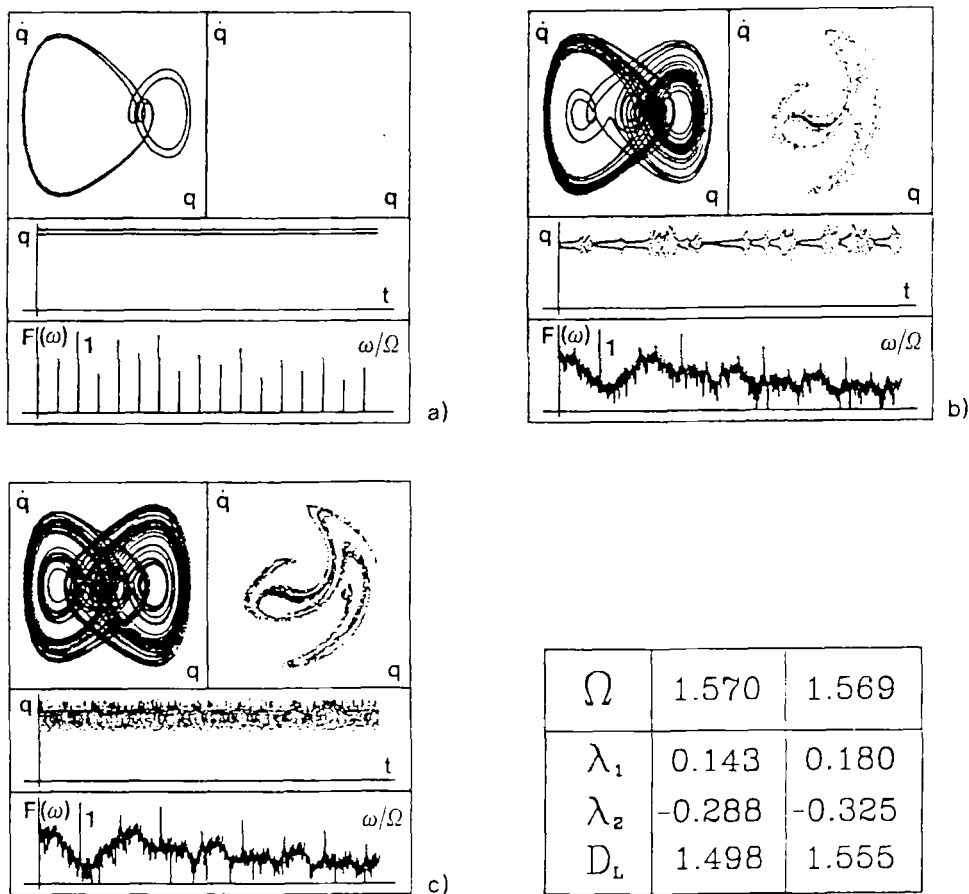 q̇ q̇
q q
q
t
F(ω) 1 ω/Ω
a)
q̇ q̇
q q
q
t
F(ω) 1 ω/Ω
b)
q̇ q̇
q q
q
t
F(ω) 1 ω/Ω
c)
Ω 1.570 1.569
λ₁ 0.143 0.180
λ₂ -0.288 -0.325
D_L 1.498 1.555